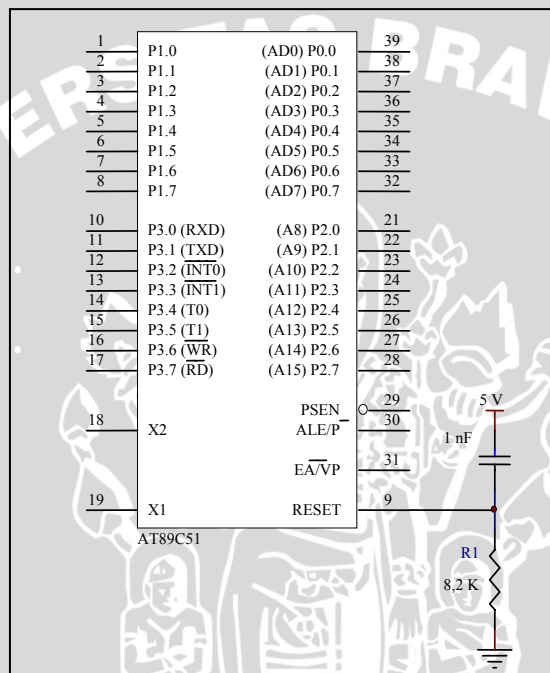 ERSITAS BRA
1 P1.0 (AD0) P0.0 39
2 P1.1 (AD1) P0.1 38
3 P1.2 (AD2) P0.2 37
4 P1.3 (AD3) P0.3 36
5 P1.4 (AD4) P0.4 35
6 P1.5 (AD5) P0.5 34
7 P1.6 (AD6) P0.6 33
8 P1.7 (AD7) P0.7 32
10 P3.0 (RXD) (A8) P2.0 21
11 P3.1 (TXD) (A9) P2.1 22
12 P3.2 (INT0) (A10) P2.2 23
13 P3.3 (INT1) (A11) P2.3 24
14 P3.4 (T0) (A12) P2.4 25
15 P3.5 (T1) (A13) P2.5 26
16 P3.6 (WR) (A14) P2.6 27
17 P3.7 (RD) (A15) P2.7 28
PSEN 29
5 V
18 X2 ALE/P 30
1 nF
EA/VP 31
19 X1 RESET 9
AT89C51
R1
8,2 K